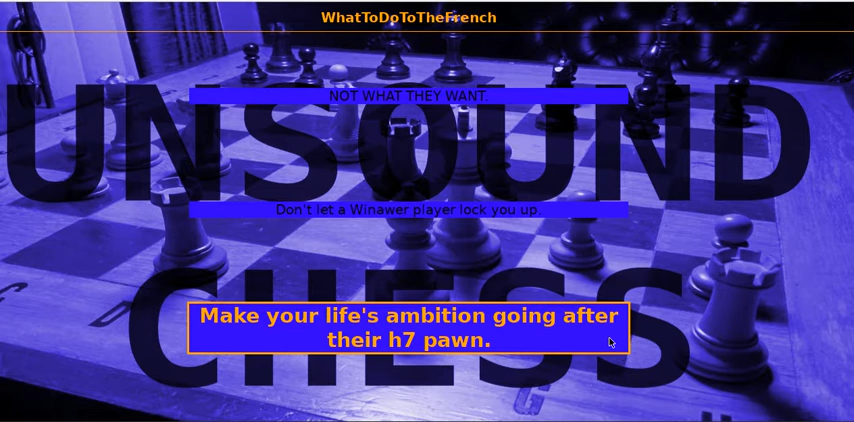 WhatToDoToTheFrench
NOT WHAT THEY WANT.
UNSOUND
Don't let a Winawer player lock you up.
CHESS
Make your life's ambition going after
their h7 pawn.
D
G